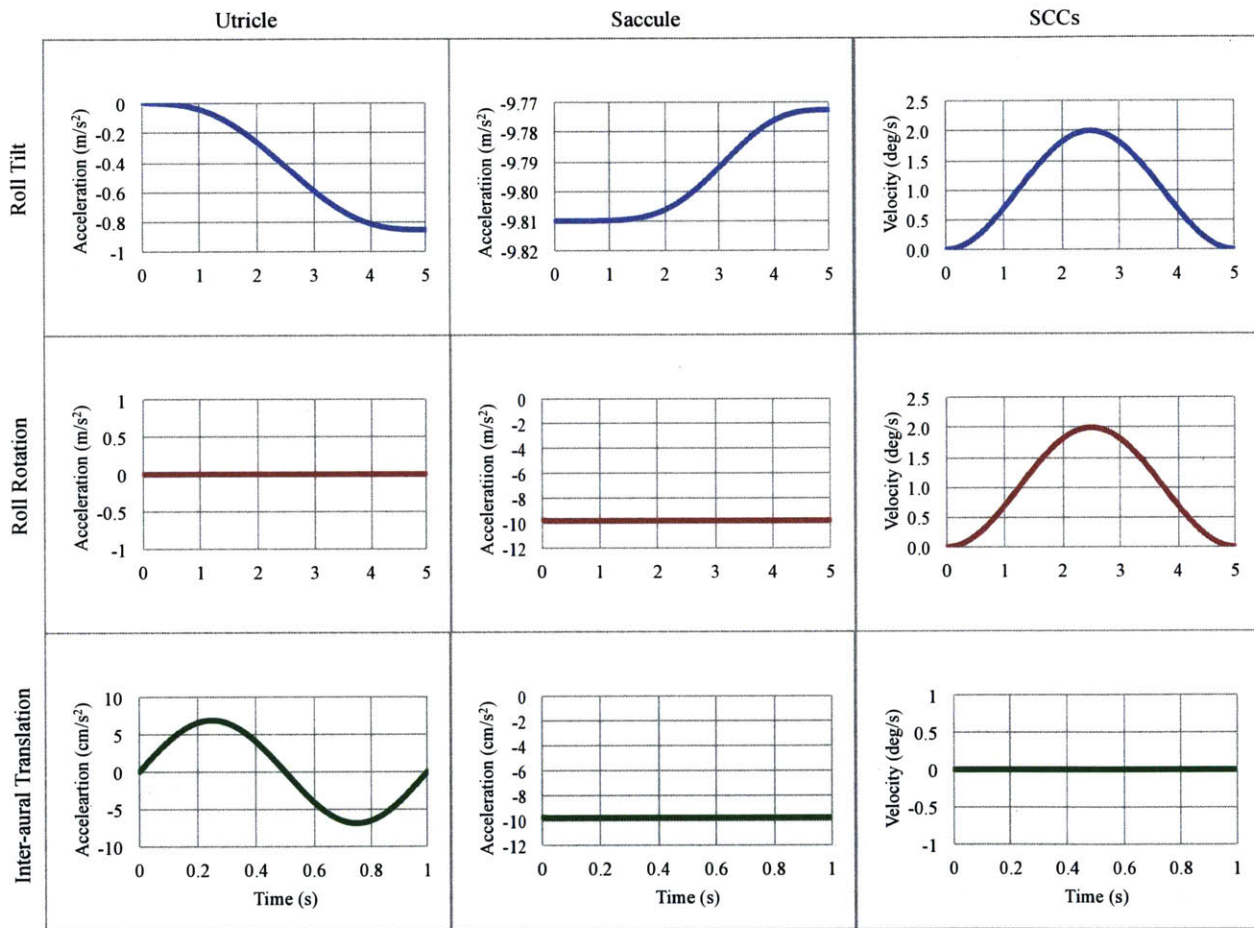 Utricle
Saccule
SCCs
Roll Tilt
Acceleration (m/s²)
0
-0.2
-0.4
-0.6
-0.8
-1
0 1 2 3 4 5
Acceleratiion (m/s²)
-9.77
-9.78
-9.79
-9.80
-9.81
-9.82
0 1 2 3 4 5
Velocity (deg/s)
2.5
2.0
1.5
1.0
0.5
0.0
0 1 2 3 4 5
Roll Rotation
Acceleration (m/s²)
1
0.5
0
-0.5
-1
0 1 2 3 4 5
Acceleratiion (m/s²)
0
-2
-4
-6
-8
-10
-12
0 1 2 3 4 5
Velocity (deg/s)
2.5
2.0
1.5
1.0
0.5
0.0
0 1 2 3 4 5
Inter-aural Translation
Acceleartion (cm/s²)
10
5
0
-5
-10
0 0.2 0.4 0.6 0.8 1
Time (s)
Acceleration (cm/s²)
0
-2
-4
-6
-8
-10
-12
0 0.2 0.4 0.6 0.8 1
Time (s)
Velocity (deg/s)
1
0.5
0
-0.5
-1
0 0.2 0.4 0.6 0.8 1
Time (s)